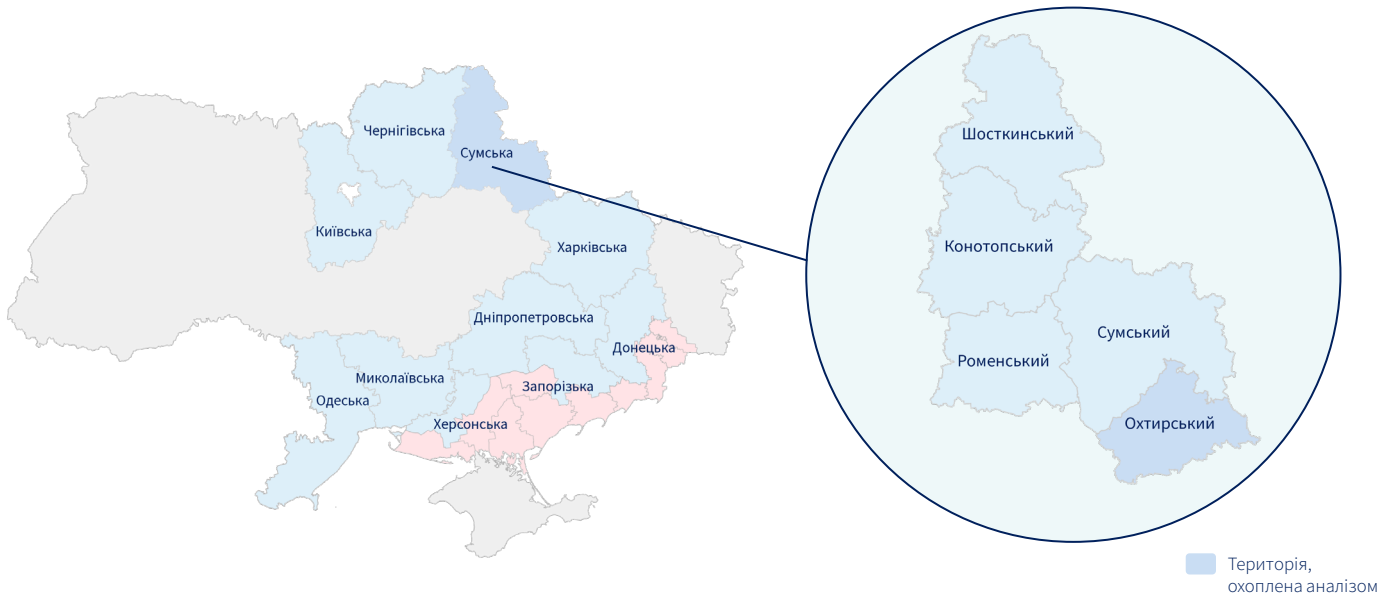 Чернігівська
Сумська
Київська
Харківська
Дніпропетровська
Донецька
Миколаївська
Запорізька
Одеська
Херсонська
Шосткинський
Конотопський
Сумський
Роменський
Охтирський
Територія,
охоплена аналізом